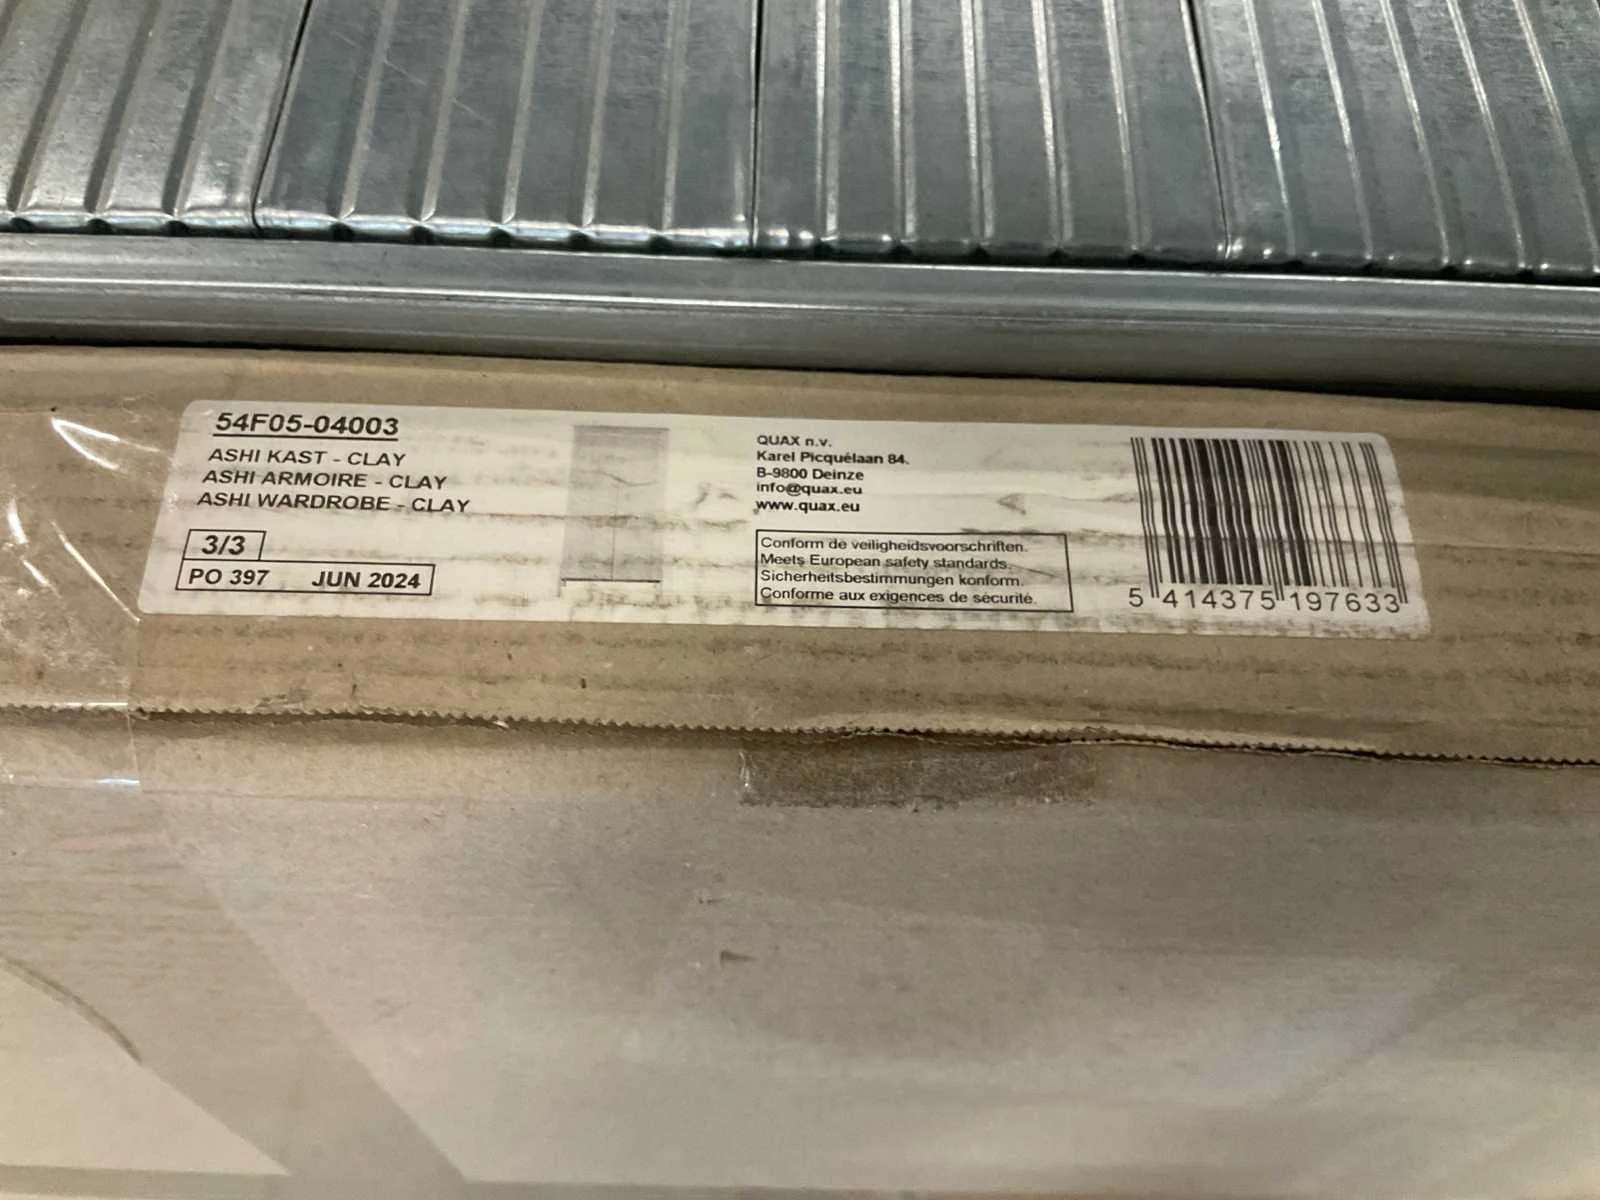 54F05-04003
ASHI KAST - CLAY
ASHI ARMOIRE - CLAY
ASHI WARDROBE - CLAY
3/3
PO 397 JUN 2024
QUAX n.v.
Karel Picquélaan 84.
B-9800 Deinze
info@quax.eu
www.quax.eu
Conform de veiligheidsvoorschriften.
Meets European safety standards.
Sicherheitsbestimmungen konform.
Conforme aux exigences de sécurité.
5 414375 197633